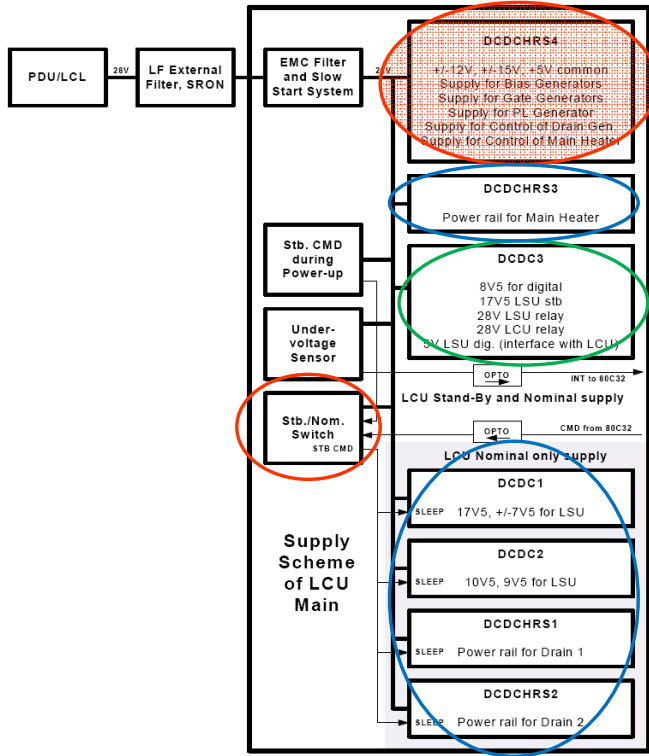 PDU/LCL
28V
LF External
Filter, SRON
EMC Filter
and Slow
Start System
DCDCHRS4
+/-12V, +/-15V, +5V common
Supply for Bias Generators
Supply for Gate Generators
Supply for PL Generator
Supply for Control of Drain Gen.
Supply for Control of Main Heater
DCDCHRS3
Power rail for Main Heater
Stb. CMD
during
Power-up
DCDC3
8V5 for digital
17V5 LSU stb
28V LSU relay
28V LCU relay
5V LSU dig. (interface with LCU)
Under-
voltage
Sensor
OPTO
INT to 80C32
LCU Stand-By and Nominal supply
Stb./Nom.
Switch
STB CMD
OPTO
CMD from 80C32
LCU Nominal only supply
DCDC1
SLEEP
17V5, +/-7V5 for LSU
DCDC2
SLEEP
10V5, 9V5 for LSU
DCDCHRS1
SLEEP
Power rail for Drain 1
DCDCHRS2
SLEEP
Power rail for Drain 2
Supply
Scheme
of LCU
Main